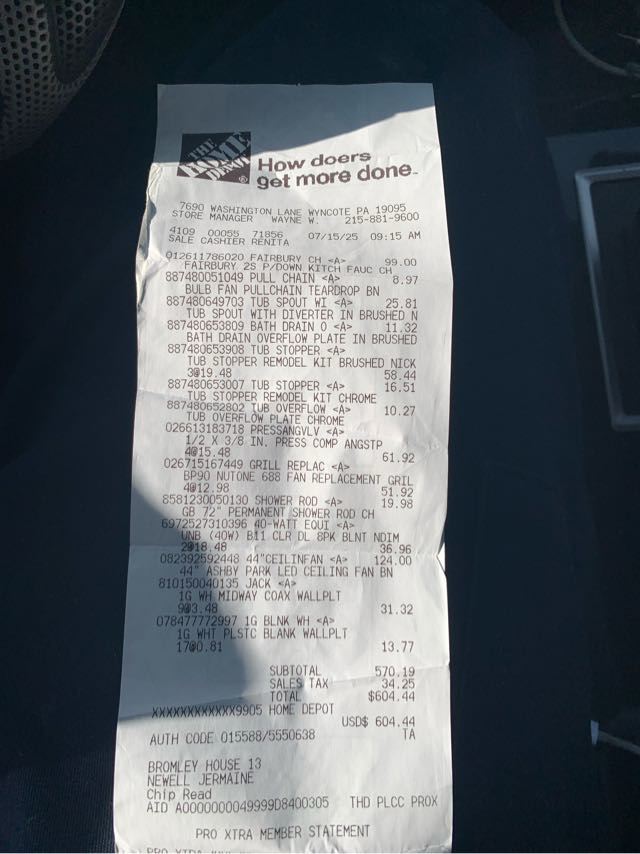 THE HOME DEPOT ®
How doers
get more done.™
7690 WASHINGTON LANE WYNCOTE PA 19095
STORE MANAGER WAYNE W. 215-881-9600
4109 00055 71856 07/15/25 09:15 AM
SALE CASHIER RENITA
012611786020 FAIRBURY CH <A> 99.00
FAIRBURY 2S P/DOWN KITCH FAUC CH
887480051049 PULL CHAIN <A> 8.97
BULB FAN PULLCHAIN TEARDROP BN
887480649703 TUB SPOUT WI <A> 25.81
TUB SPOUT WITH DIVERTER IN BRUSHED N
887480653809 BATH DRAIN O <A> 11.32
BATH DRAIN OVERFLOW PLATE IN BRUSHED
887480653908 TUB STOPPER <A>
TUB STOPPER REMODEL KIT BRUSHED NICK
3@19.48 58.44
887480653007 TUB STOPPER <A> 16.51
TUB STOPPER REMODEL KIT CHROME
887480652802 TUB OVERFLOW <A> 10.27
TUB OVERFLOW PLATE CHROME
026613183718 PRESSANGVLV <A>
1/2 X 3/8 IN. PRESS COMP ANGSTP
4@15.48 61.92
026715167449 GRILL REPLAC <A>
BP90 NUTONE 688 FAN REPLACEMENT GRIL
4@12.98 51.92
8581230050130 SHOWER ROD <A> 19.98
GB 72" PERMANENT SHOWER ROD CH
6972527310396 40-WATT EQUI <A>
UNB (40W) B11 CLR DL 8PK BLNT NDIM
2@18.48 36.96
082392592448 44"CEILINFAN <A> 124.00
44" ASHBY PARK LED CEILING FAN BN
810150040135 JACK <A>
1G WH MIDWAY COAX WALLPLT
9@3.48 31.32
078477772997 1G BLNK WH <A>
1G WHT PLSTC BLANK WALLPLT
17@0.81 13.77
SUBTOTAL 570.19
SALES TAX 34.25
TOTAL $604.44
XXXXXXXXXXXX9905 HOME DEPOT
USD$ 604.44
AUTH CODE 015588/5550638 TA
BROMLEY HOUSE 13
NEWELL JERMAINE
Chip Read
AID A0000000049999D8400305 THD PLCC PROX
PRO XTRA MEMBER STATEMENT